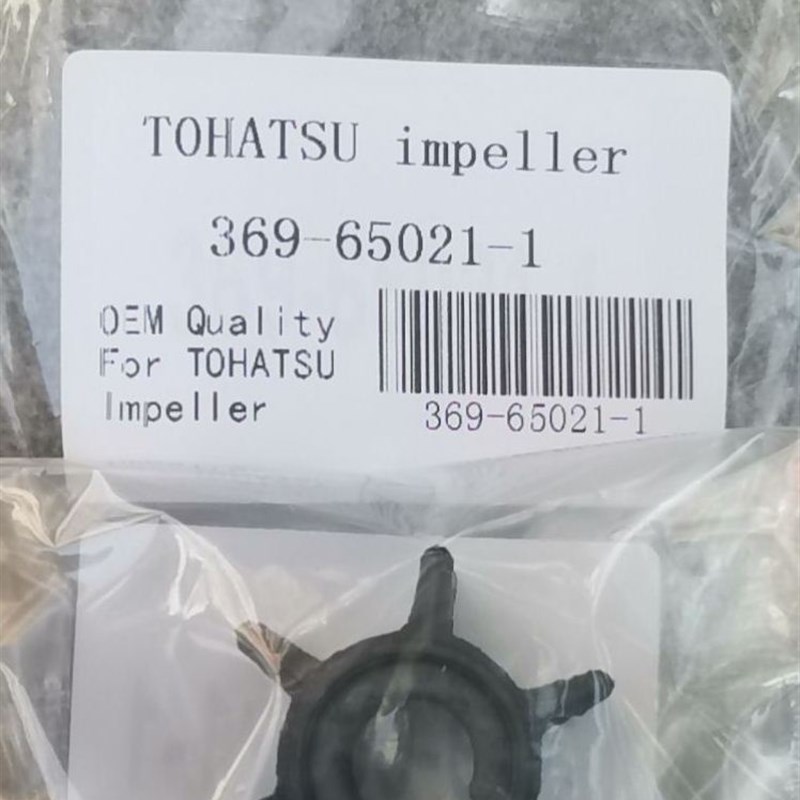 TOHATSU impeller
369-65021-1
OEM Quality
For TOHATSU
Impeller
369-65021-1